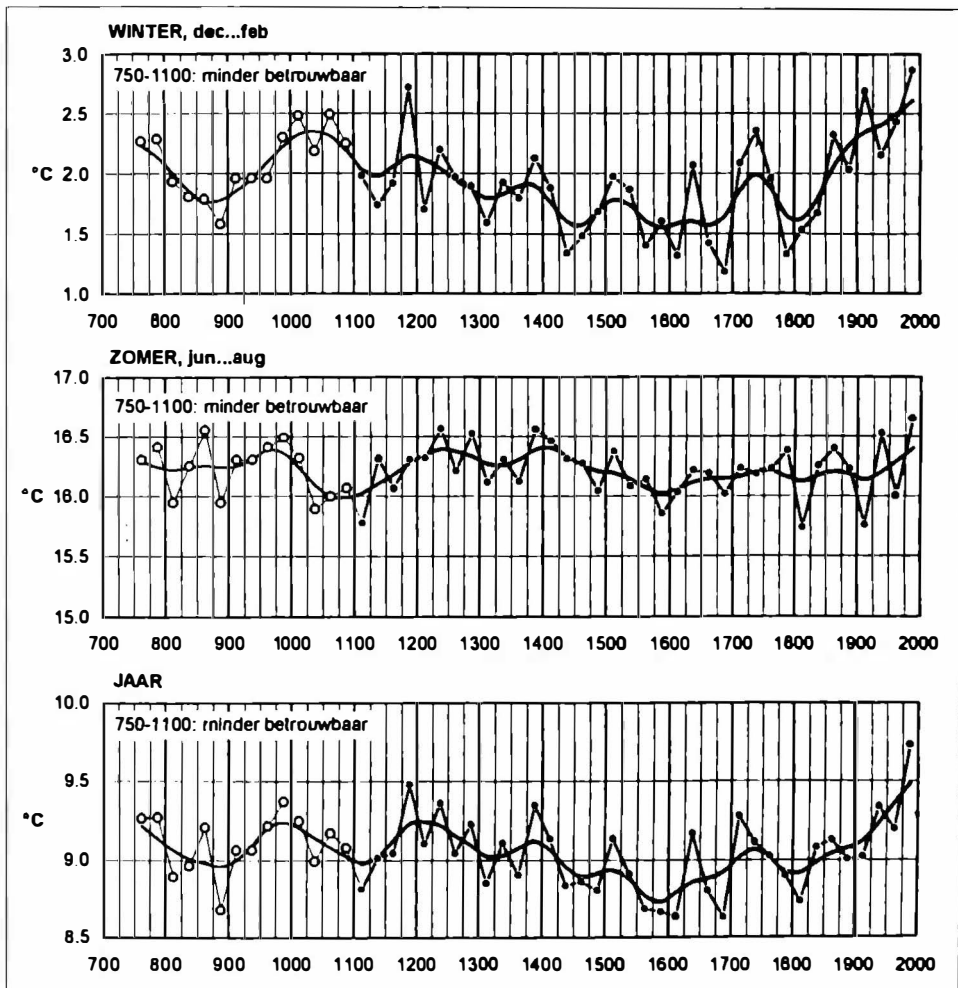 WINTER, dec...feb
3.0
750-1100: minder betrouwbaar
2.5
°C
2.0
1.5
1.0
700 800 900 1000 1100 1200 1300 1400 1500 1600 1700 1800 1900 2000
ZOMER, jun...aug
17.0
750-1100: minder betrouwbaar
16.5
°C
16.0
15.5
15.0
700 800 900 1000 1100 1200 1300 1400 1500 1600 1700 1800 1900 2000
JAAR
10.0
750-1100: minder betrouwbaar
9.5
°C
9.0
8.5
700 800 900 1000 1100 1200 1300 1400 1500 1600 1700 1800 1900 2000